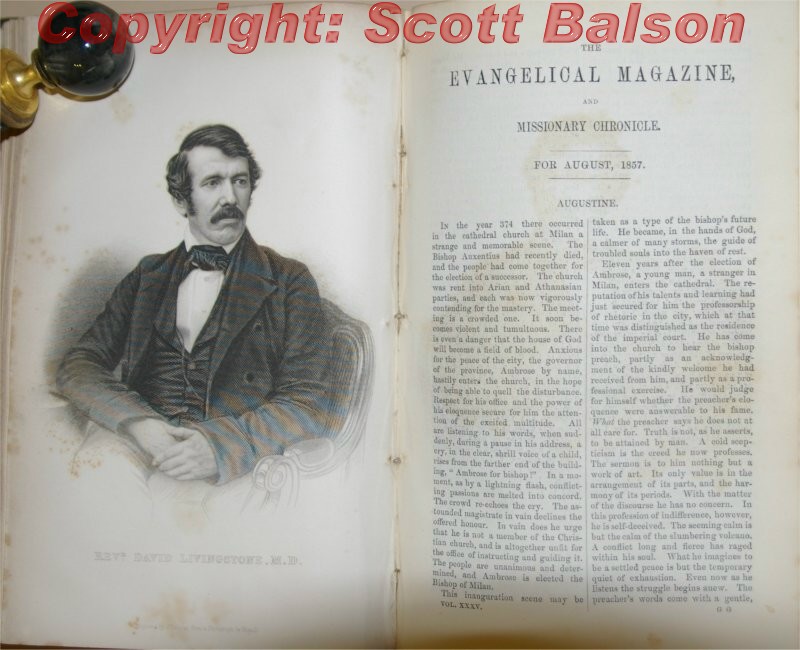 Copyright: Scott Balson
REVD. DAVID LIVINGSTONE, M.D.
THE
EVANGELICAL MAGAZINE,
AND
MISSIONARY CHRONICLE.
FOR AUGUST, 1857.
AUGUSTINE.
In the year 374 there occurred
in the cathedral church at Milan a
strange and memorable scene. The
Bishop Auxentius had recently died,
and the people had come together for
the election of a successor. The church
was rent into Arian and Athanasian
parties, and each was now vigorously
contending for the mastery. The meet-
ing is a crowded one. It soon be-
comes violent and tumultuous. There
is even a danger that the house of God
will become a field of blood. Anxious
for the peace of the city, the governor
of the province, Ambrose by name,
hastily enters the church, in the hope
of being able to quell the disturbance.
Respect for his office and the power of
his eloquence secure for him the atten-
tion of the excited multitude. All
are listening to his words, when sud-
denly, during a pause in his address, a
cry, in the clear, shrill voice of a child,
rises from the farther end of the build-
ing, "Ambrose for bishop!" In a mo-
ment, as by a lightning flash, conflict-
ing passions are melted into concord.
The crowd re-echoes the cry. The as-
tounded magistrate in vain declines the
offered honour. In vain does he urge
that he is not a member of the Chris-
tian church, and is altogether unfit for
the office of instructing and guiding it.
The people are unanimous and deter-
mined, and Ambrose is elected the
Bishop of Milan.
This inauguration scene may be
VOL. XXXV.
taken as a type of the bishop's future
life. He became, in the hands of God,
a calmer of many storms, the guide of
troubled souls into the haven of rest.
Eleven years after the election of
Ambrose, a young man, a stranger in
Milan, enters the cathedral. The re-
putation of his talents and learning had
just secured for him the professorship
of rhetoric in the city, which at that
time was distinguished as the residence
of the imperial court. He has come
into the church to hear the bishop
preach, partly as an acknowledg-
ment of the kindly welcome he had
received from him, and partly as a pro-
fessional exercise. He would judge
for himself whether the preacher's elo-
quence were answerable to his fame.
What the preacher says he does not at
all care for. Truth is not, as he asserts,
to be attained by man. A cold scep-
ticism is the creed he now professes.
The sermon is to him nothing but a
work of art. Its only value is in the
arrangement of its parts, and the har-
mony of its periods. With the matter
of the discourse he has no concern. In
this profession of indifference, however,
he is self-deceived. The seeming calm is
but the calm of the slumbering volcano.
A conflict long and fierce has raged
within his soul. What he imagines to
be a settled peace is but the temporary
quiet of exhaustion. Even now as he
listens the struggle begins anew. The
preacher's words come with a gentle,
G G